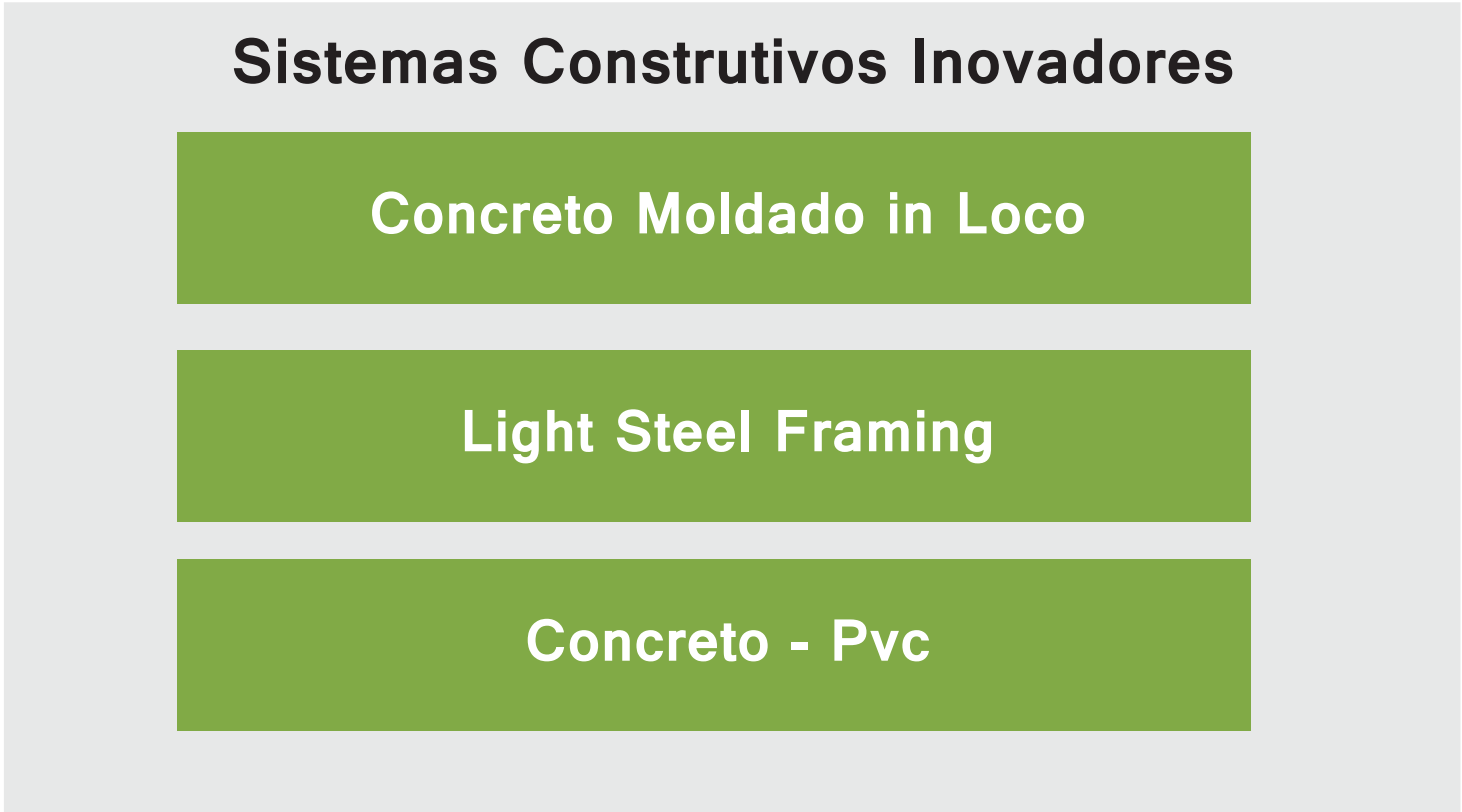 Sistemas Construtivos Inovadores
Concreto Moldado in Loco
Light Steel Framing
Concreto - Pvc